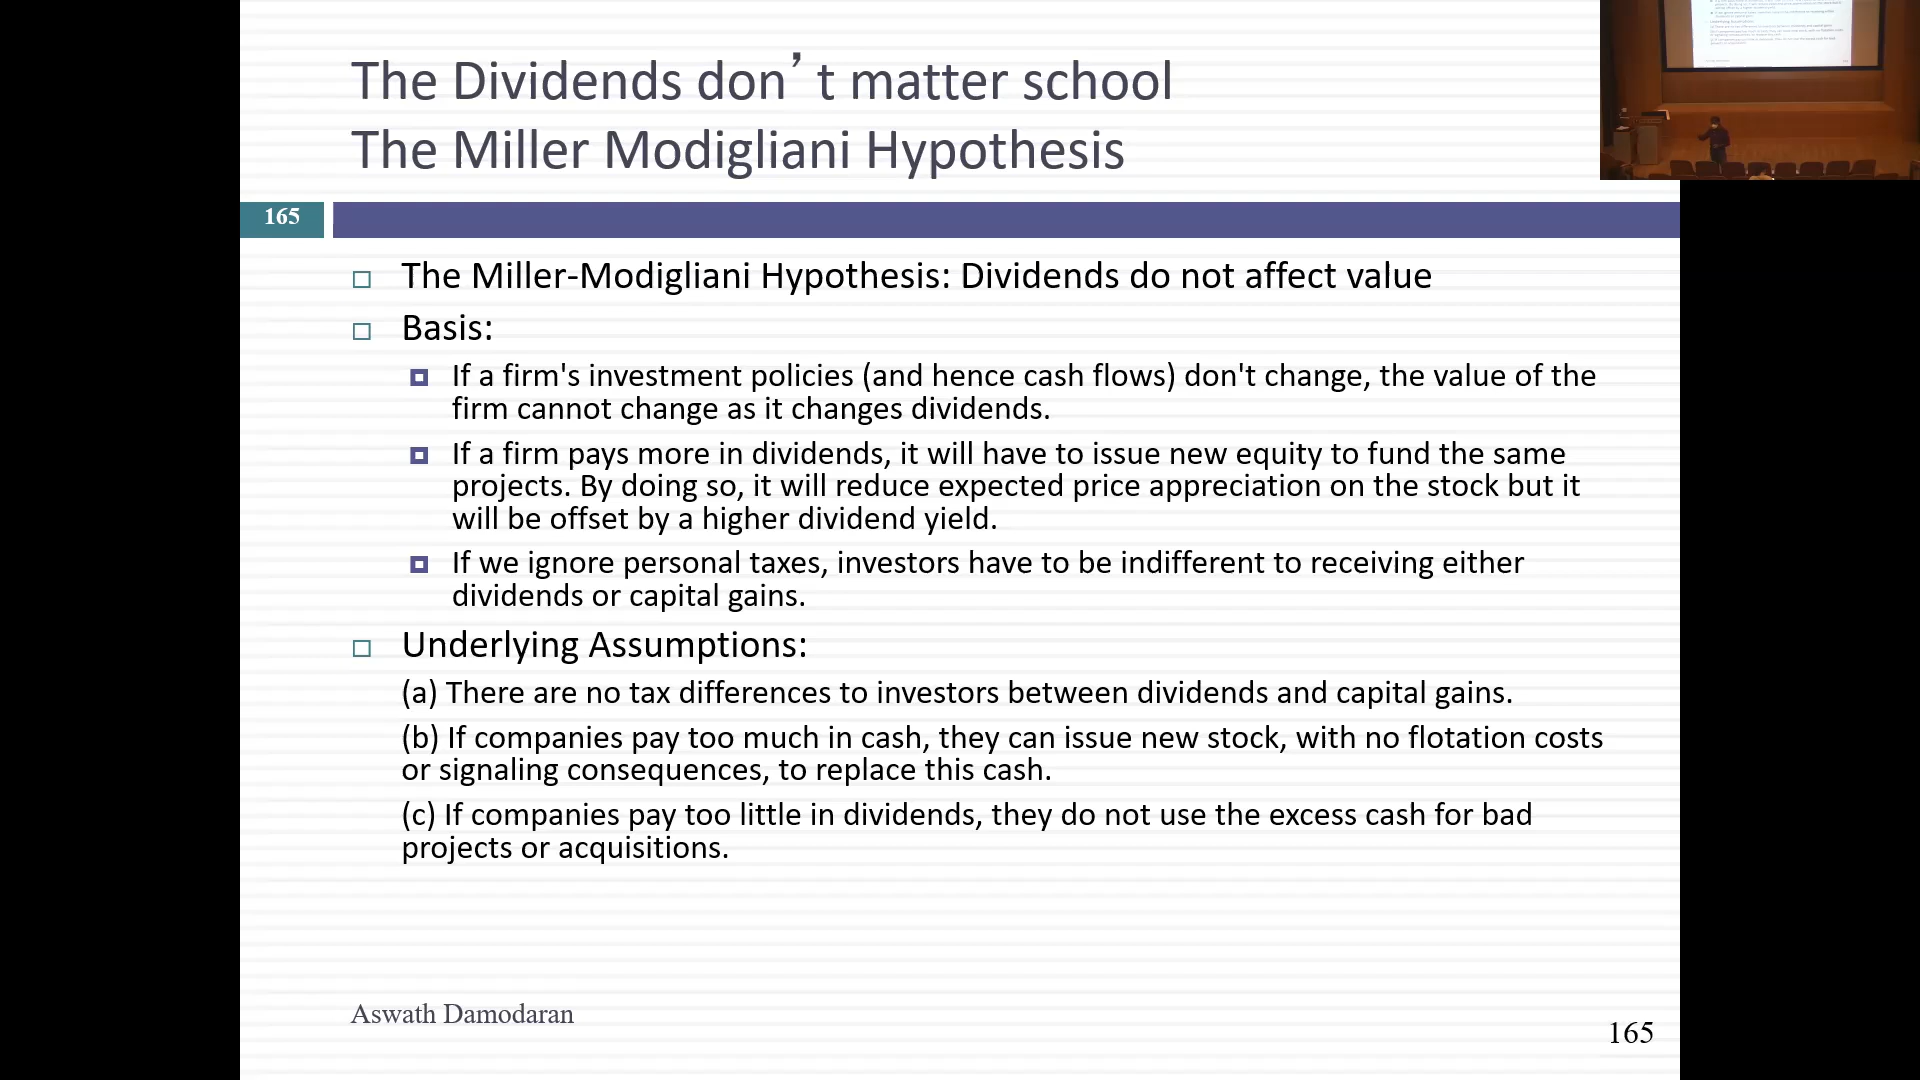 The Dividends don’t matter school
The Miller Modigliani Hypothesis
165
□ The Miller-Modigliani Hypothesis: Dividends do not affect value
□ Basis:
If a firm's investment policies (and hence cash flows) don't change, the value of the
firm cannot change as it changes dividends.
If a firm pays more in dividends, it will have to issue new equity to fund the same
projects. By doing so, it will reduce expected price appreciation on the stock but it
will be offset by a higher dividend yield.
If we ignore personal taxes, investors have to be indifferent to receiving either
dividends or capital gains.
□ Underlying Assumptions:
(a) There are no tax differences to investors between dividends and capital gains.
(b) If companies pay too much in cash, they can issue new stock, with no flotation costs
or signaling consequences, to replace this cash.
(c) If companies pay too little in dividends, they do not use the excess cash for bad
projects or acquisitions.
Aswath Damodaran
165